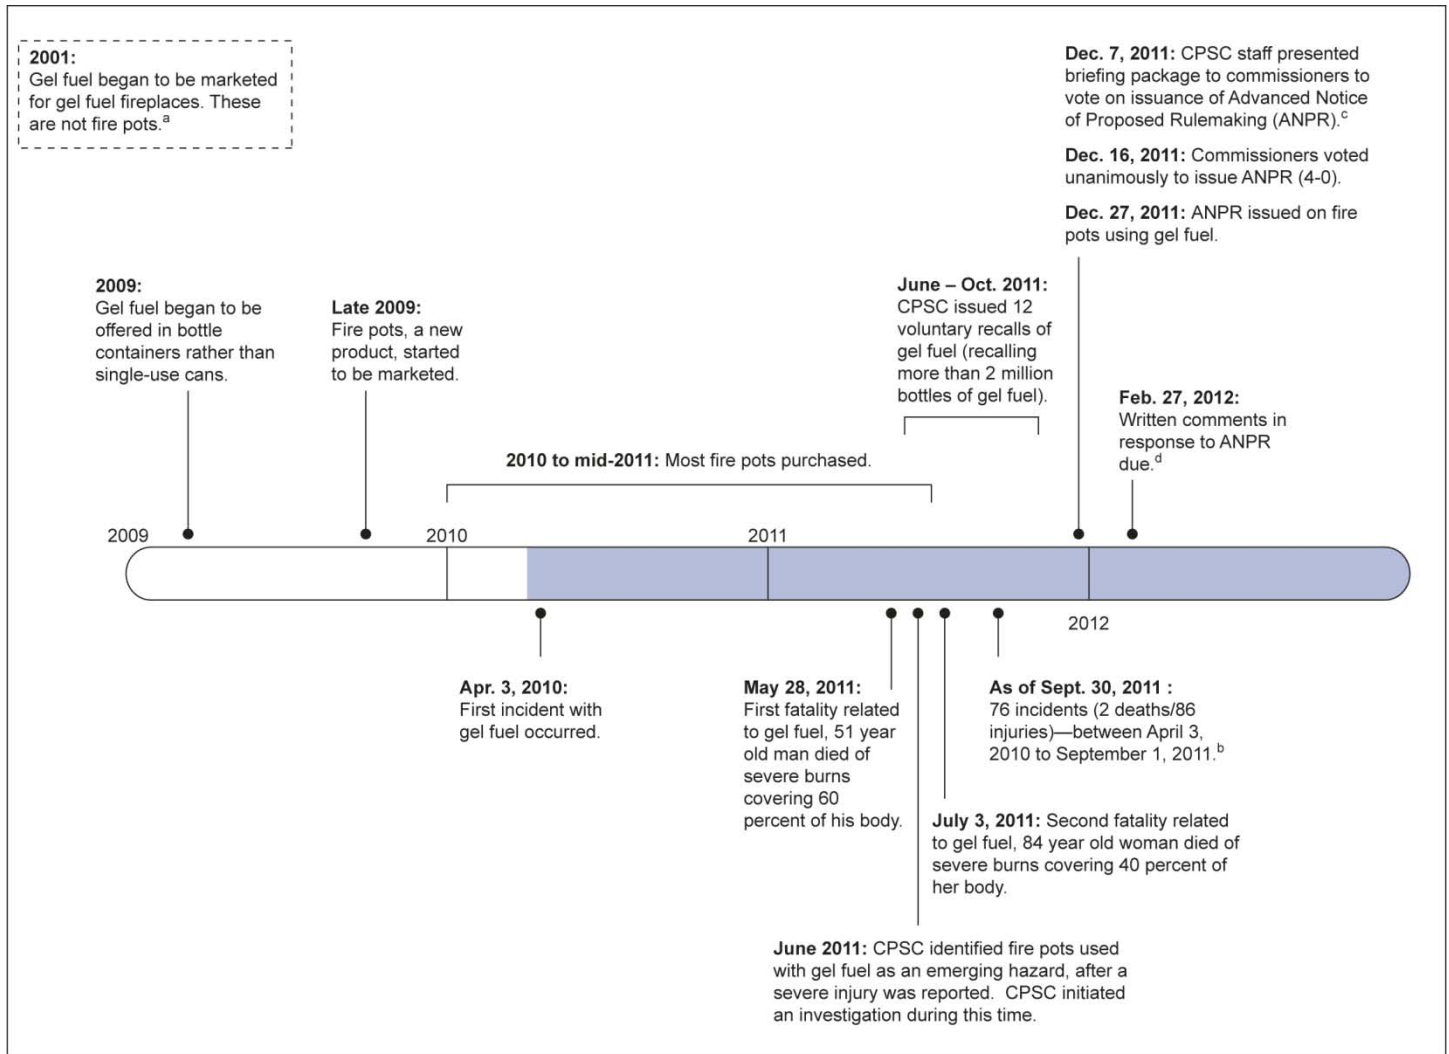 2001:
Gel fuel began to be marketed
for gel fuel fireplaces. These
are not fire pots.a
Dec. 7, 2011: CPSC staff presented
briefing package to commissioners to
vote on issuance of Advanced Notice
of Proposed Rulemaking (ANPR).c
Dec. 16, 2011: Commissioners voted
unanimously to issue ANPR (4-0).
Dec. 27, 2011: ANPR issued on fire
pots using gel fuel.
2009:
Gel fuel began to be
offered in bottle
containers rather than
single-use cans.
Late 2009:
Fire pots, a new
product, started
to be marketed.
June – Oct. 2011:
CPSC issued 12
voluntary recalls of
gel fuel (recalling
more than 2 million
bottles of gel fuel).
Feb. 27, 2012:
Written comments in
response to ANPR
due.d
2010 to mid-2011: Most fire pots purchased.
2009
2010
2011
2012
Apr. 3, 2010:
First incident with
gel fuel occurred.
May 28, 2011:
First fatality related
to gel fuel, 51 year
old man died of
severe burns
covering 60
percent of his body.
As of Sept. 30, 2011 :
76 incidents (2 deaths/86
injuries)—between April 3,
2010 to September 1, 2011.b
July 3, 2011: Second fatality related
to gel fuel, 84 year old woman died of
severe burns covering 40 percent of
her body.
June 2011: CPSC identified fire pots used
with gel fuel as an emerging hazard, after a
severe injury was reported.  CPSC initiated
an investigation during this time.